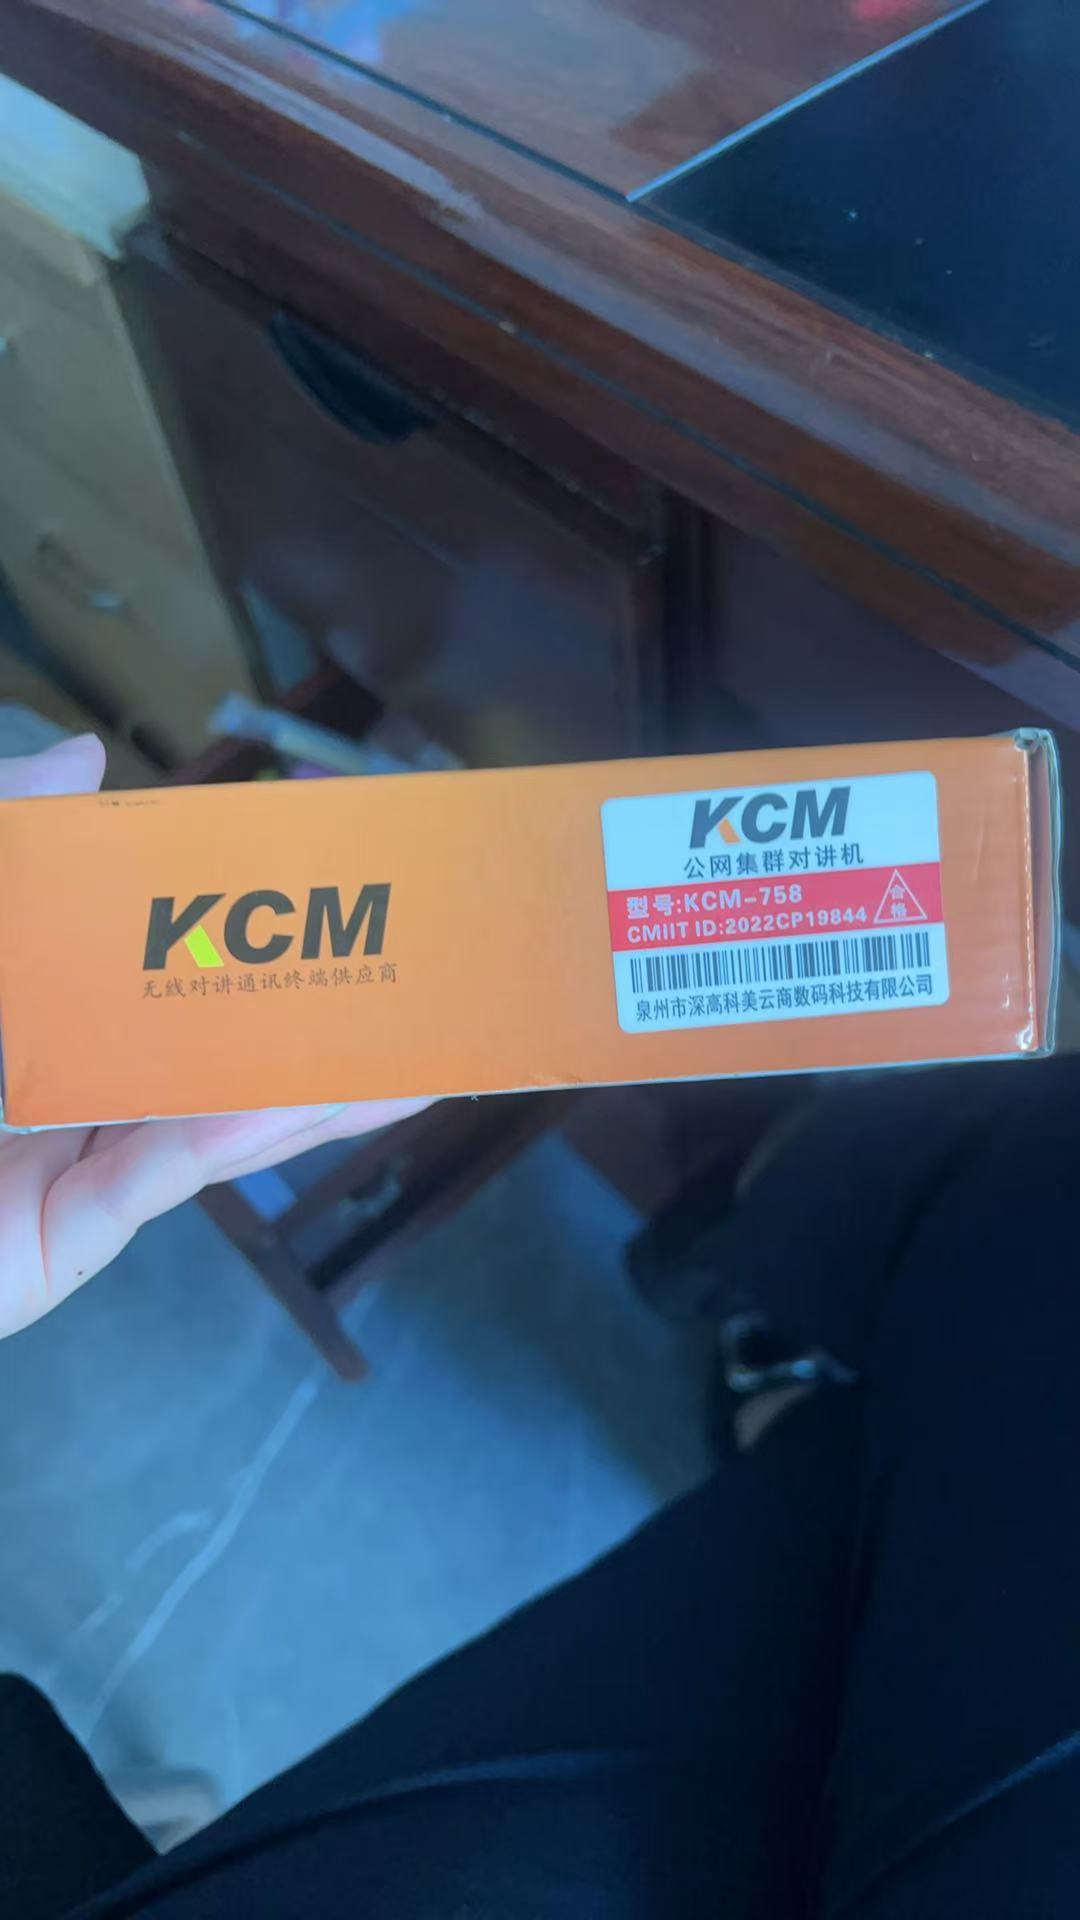 KCM
无线对讲通讯终端供应商
KCM
公网集群对讲机
型号:KCM-758
CMIIT ID:2022CP19844
合格
泉州市深高科美云商数码科技有限公司